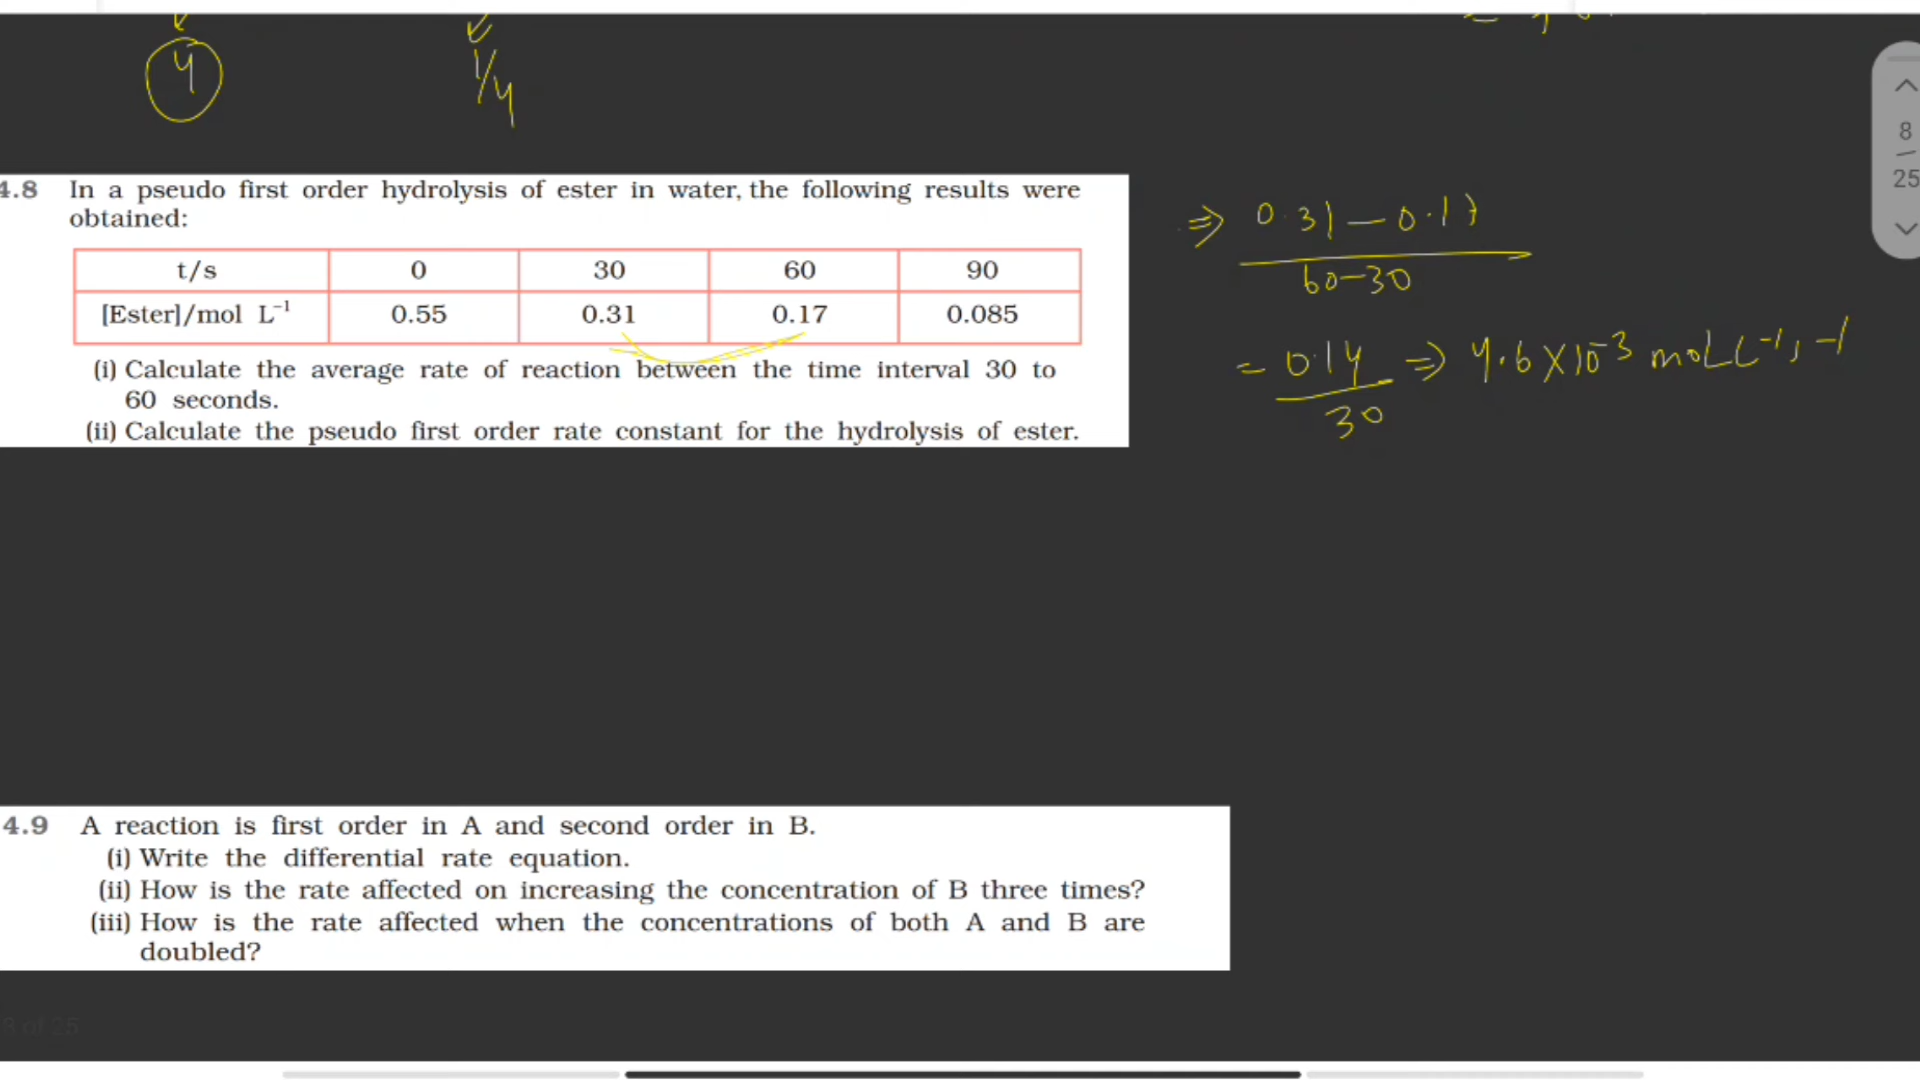 4
1/4
4.8 In a pseudo first order hydrolysis of ester in water, the following results were
obtained:
t/s 0 30 60 90
[Ester]/mol L⁻¹ 0.55 0.31 0.17 0.085
(i) Calculate the average rate of reaction between the time interval 30 to
60 seconds.
(ii) Calculate the pseudo first order rate constant for the hydrolysis of ester.
⇒ 0.31 – 0.17
60–30
= 0.14 ⇒ 4.6 × 10⁻³ mol L⁻¹ s⁻¹
30
4.9 A reaction is first order in A and second order in B.
(i) Write the differential rate equation.
(ii) How is the rate affected on increasing the concentration of B three times?
(iii) How is the rate affected when the concentrations of both A and B are
doubled?
8 of 25
8
25